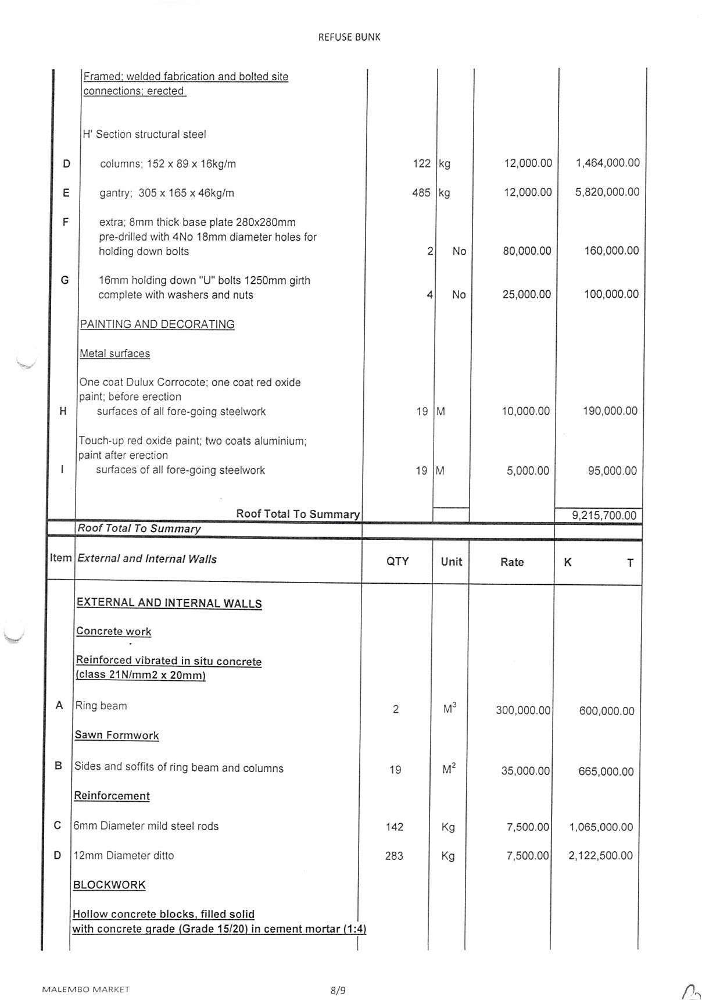 REFUSE BUNK
Framed; welded fabrication and bolted site
connections; erected
H' Section structural steel
D columns; 152 x 89 x 16kg/m 122 kg 12,000.00 1,464,000.00
E gantry; 305 x 165 x 46kg/m 485 kg 12,000.00 5,820,000.00
F extra; 8mm thick base plate 280x280mm
pre-drilled with 4No 18mm diameter holes for
holding down bolts 2 No 80,000.00 160,000.00
G 16mm holding down "U" bolts 1250mm girth
complete with washers and nuts 4 No 25,000.00 100,000.00
PAINTING AND DECORATING
Metal surfaces
One coat Dulux Corrocote; one coat red oxide
paint; before erection
H surfaces of all fore-going steelwork 19 M 10,000.00 190,000.00
Touch-up red oxide paint; two coats aluminium;
paint after erection
I surfaces of all fore-going steelwork 19 M 5,000.00 95,000.00
Roof Total To Summary 9,215,700.00
Roof Total To Summary
Item External and Internal Walls QTY Unit Rate K T
EXTERNAL AND INTERNAL WALLS
Concrete work
Reinforced vibrated in situ concrete
(class 21N/mm2 x 20mm)
A Ring beam 2 M³ 300,000.00 600,000.00
Sawn Formwork
B Sides and soffits of ring beam and columns 19 M² 35,000.00 665,000.00
Reinforcement
C 6mm Diameter mild steel rods 142 Kg 7,500.00 1,065,000.00
D 12mm Diameter ditto 283 Kg 7,500.00 2,122,500.00
BLOCKWORK
Hollow concrete blocks, filled solid
with concrete grade (Grade 15/20) in cement mortar (1:4)
MALEMBO MARKET 8/9